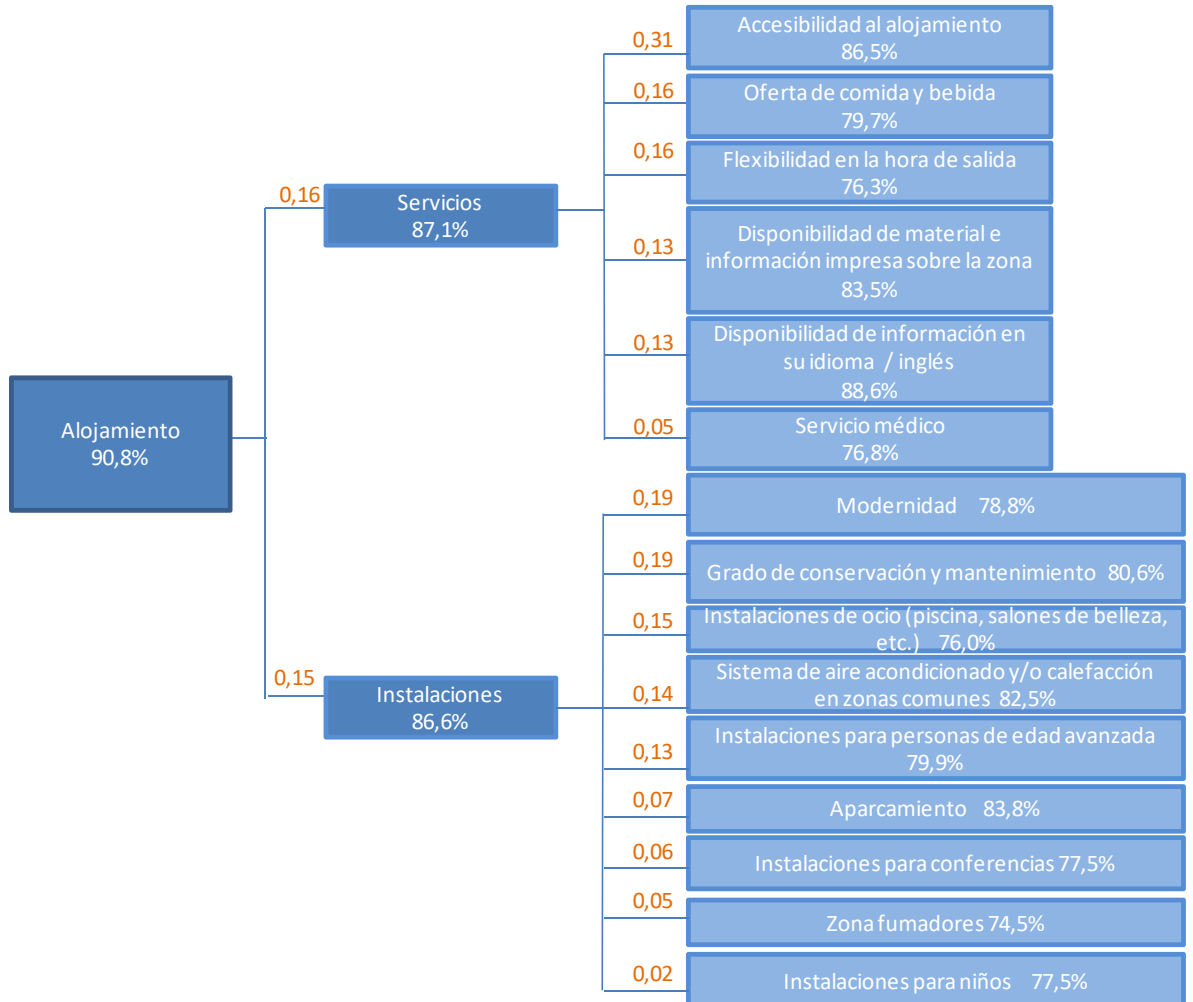 0,31
Accesibilidad al alojamiento
86,5%
0,16
Oferta de comida y bebida
79,7%
0,16
Flexibilidad en la hora de salida
76,3%
0,16
Servicios
87,1%
0,13
Disponibilidad de material e
información impresa sobre la zona
83,5%
0,13
Disponibilidad de información en
su idioma / inglés
88,6%
0,05
Servicio médico
76,8%
Alojamiento
90,8%
0,19
Modernidad 78,8%
0,19
Grado de conservación y mantenimiento 80,6%
0,15
Instalaciones de ocio (piscina, salones de belleza,
etc.) 76,0%
0,15
Instalaciones
86,6%
0,14
Sistema de aire acondicionado y/o calefacción
en zonas comunes 82,5%
0,13
Instalaciones para personas de edad avanzada
79,9%
0,07
Aparcamiento 83,8%
0,06
Instalaciones para conferencias 77,5%
0,05
Zona fumadores 74,5%
0,02
Instalaciones para niños 77,5%